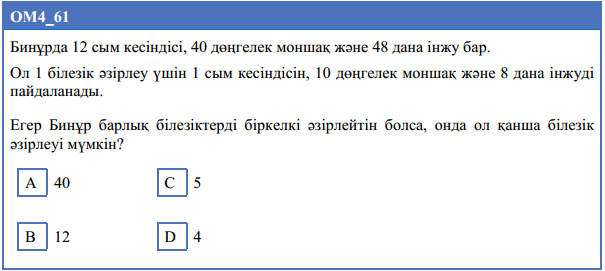 OM4_61
Бинұрда 12 сым кесіндісі, 40 дөңгелек моншақ және 48 дана інжу бар.
Ол 1 білезік әзірлеу үшін 1 сым кесіндісін, 10 дөңгелек моншақ және 8 дана інжуді
пайдаланады.
Егер Бинұр барлық білезіктерді біркелкі әзірлейтін болса, онда ол қанша білезік
әзірлеуі мүмкін?
A 40 C 5
B 12 D 4